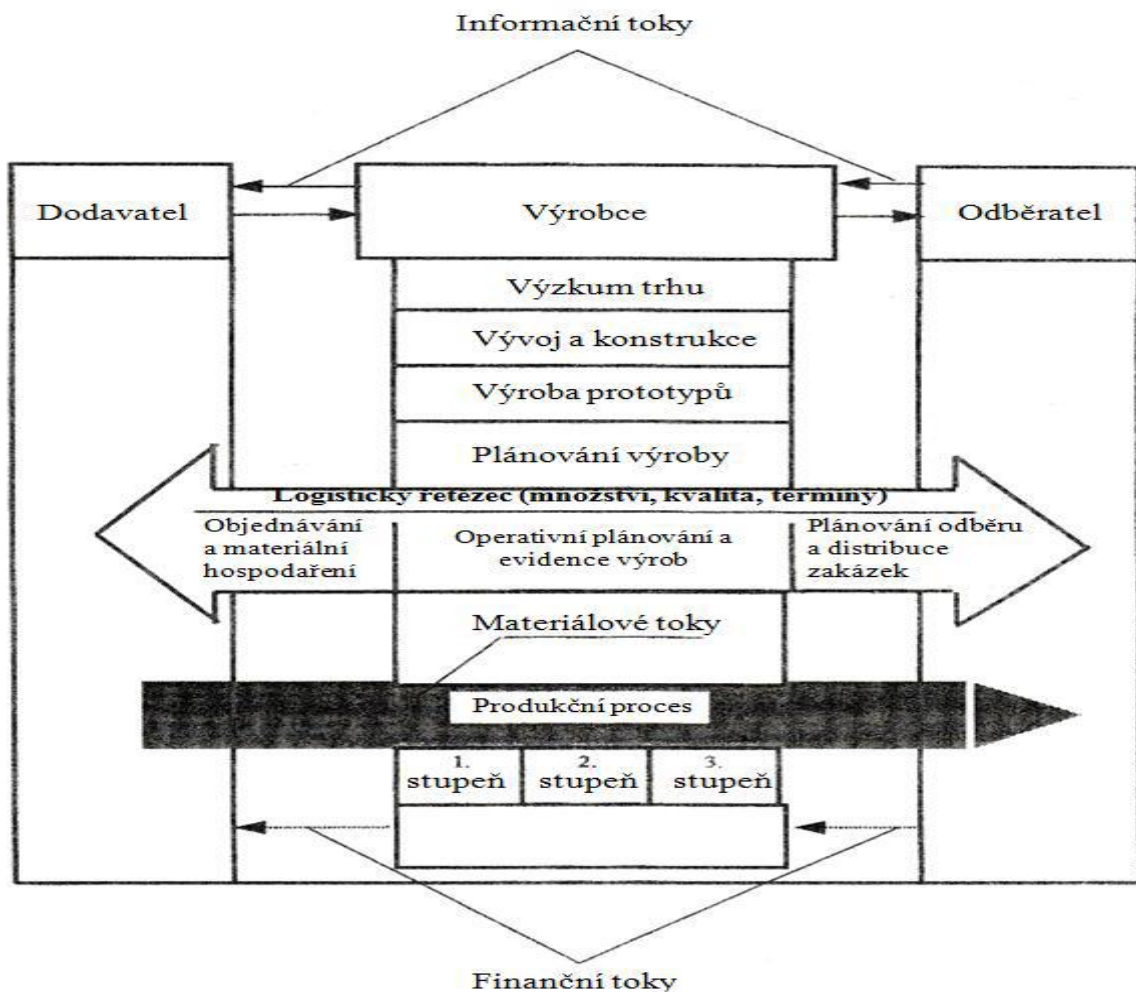 Informační toky
Dodavatel
Výrobce
Odběratel
Výzkum trhu
Vývoj a konstrukce
Výroba prototypů
Plánování výroby
Logistický řetězec (množství, kvalita, termíny)
Objednávání
a materiální
hospodaření
Operativní plánování a
evidence výrob
Plánování odběru
a distribuce
zakázek
Materiálové toky
Produkční proces
1.
stupeň
2.
stupeň
3.
stupeň
Finanční toky